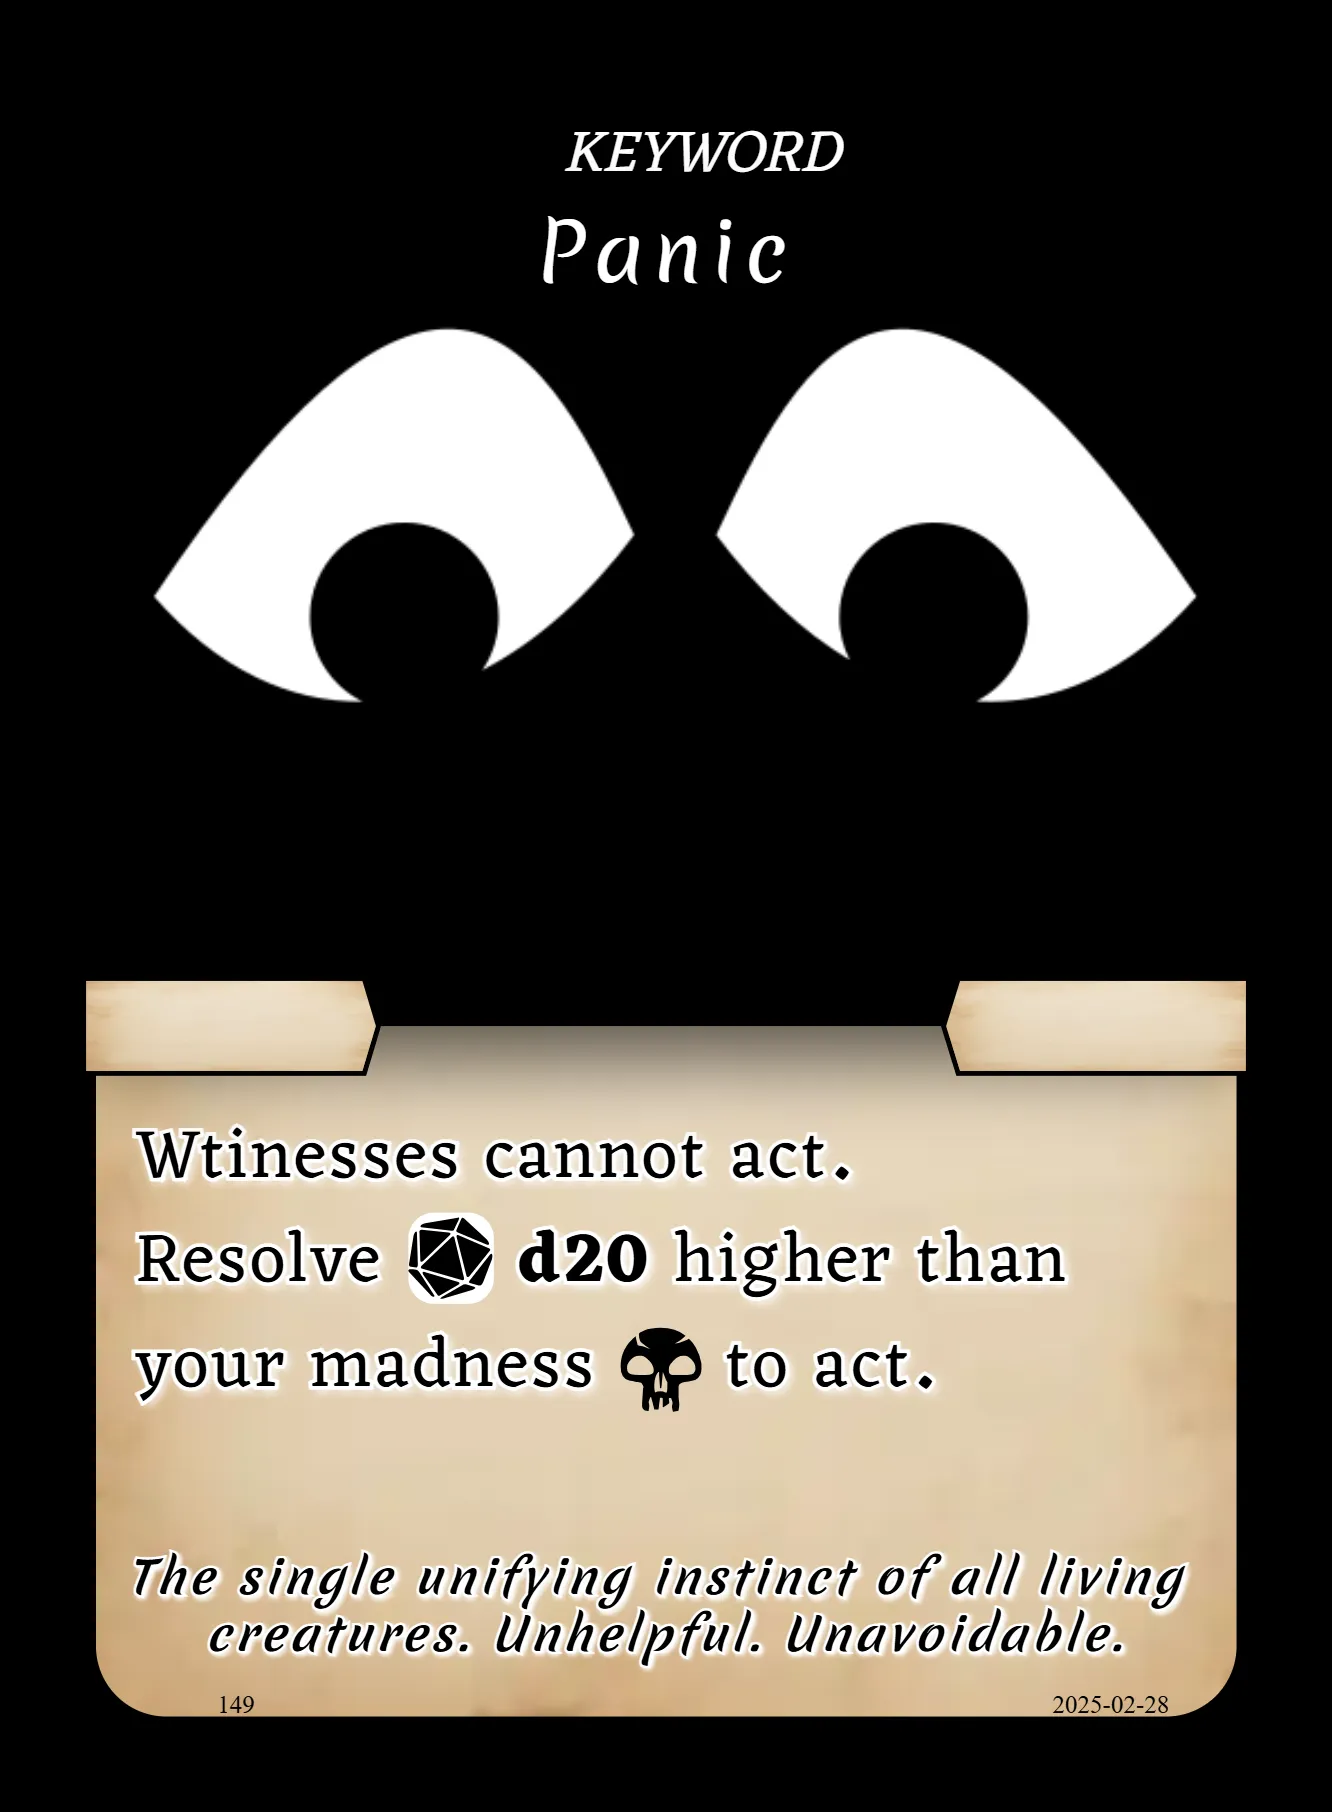 KEYWORD
Panic
Wtinesses cannot act.
Resolve d20 higher than
your madness to act.
The single unifying instinct of all living
creatures. Unhelpful. Unavoidable.
149
2025-02-28